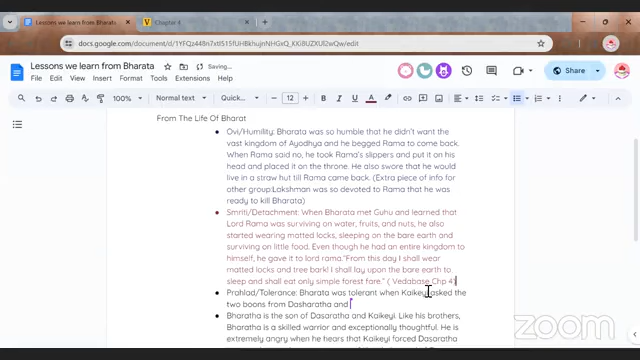 Lessons we learn from Bharata
Chapter 4
docs.google.com/document/d/1YFQz448n7xtI515fUHBkhujnNHGxQ_KKiBUZXUl2wWQ/edit
Lessons we learn from Bharata
Saving...
File Edit View Insert Format Tools Extensions
Share
100%
Normal text
Quick...
12
From The Life Of Bharat
Ovi/Humility: Bharata was so humble that he didn't want the
vast kingdom of Ayodhya and he begged Rama to come back.
When Rama said no, he took Rama's slippers and put it on his
head and placed it on the throne. He also swore that he would
live in a straw hut till Rama came back. (Extra piece of info for
other group:Lokshman was so devoted to Rama that he was
ready to kill Bharata)
Smriti/Detachment: When Bharata met Guhu and learned that
Lord Rama was surviving on water, fruits, and nuts, he also
started wearing matted locks, sleeping on the bare earth and
surviving on little food. Even though he had an entire kingdom to
himself, he gave it to lord rama."From this day I shall wear
matted locks and tree bark! I shall lay upon the bare earth to
sleep and shall eat only simple forest fare." ( Vedabase Chp 4)
Prahlad/Tolerance: Bharata was tolerant when Kaikeyi asked the
two boons from Dasharatha and
Bharata is the son of Dasaratha and Kaikeyi. Like his brothers,
Bharatha is a skilled warrior and exceptionally thoughtful. He is
extremely angry when he hears that Kaikeyi forced Dasaratha
zoom